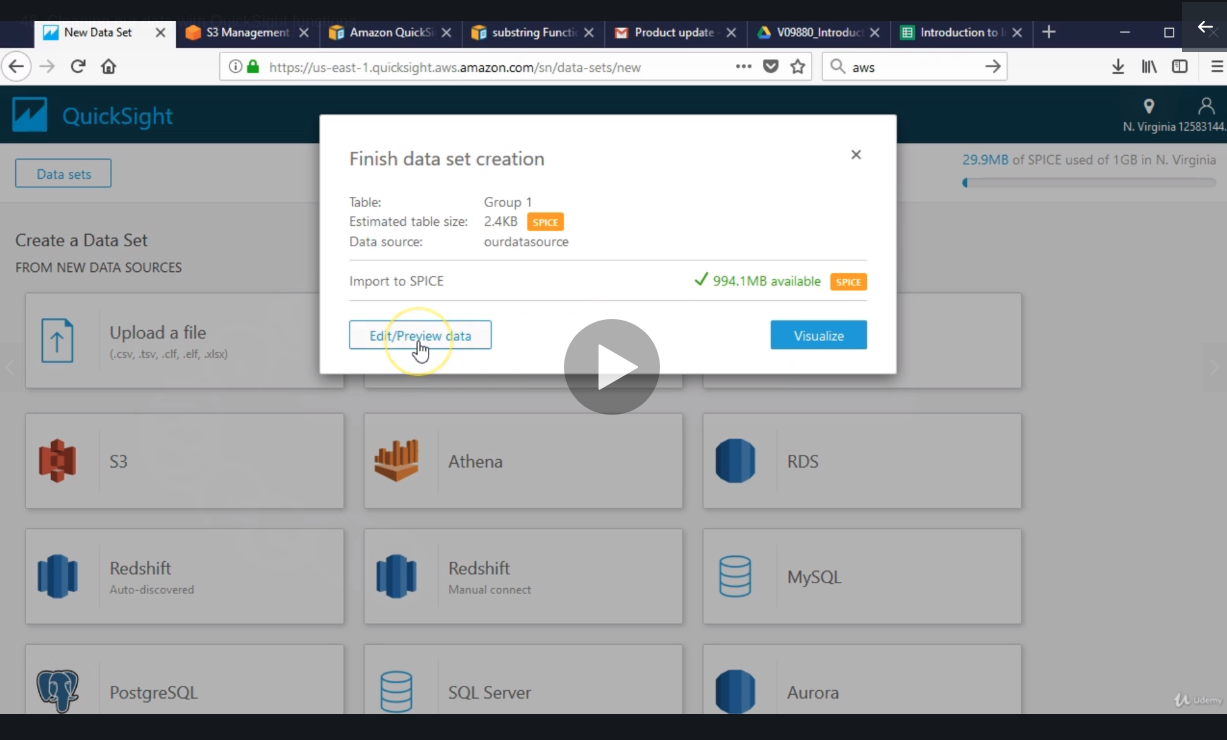 New Data Set
S3 Management
Amazon QuickSi
substring Functi
Product update -
V09880_Introduct
Introduction to I
https://us-east-1.quicksight.aws.amazon.com/sn/data-sets/new
aws
QuickSight
N. Virginia 12583144.
Data sets
29.9MB of SPICE used of 1GB in N. Virginia
Finish data set creation
Table: Group 1
Estimated table size: 2.4KB SPICE
Data source: ourdatasource
Import to SPICE 994.1MB available SPICE
Edit/Preview data
Visualize
Create a Data Set
FROM NEW DATA SOURCES
Upload a file
(.csv, .tsv, .clf, .elf, .xlsx)
S3
Athena
RDS
Redshift
Auto-discovered
Redshift
Manual connect
MySQL
PostgreSQL
SQL Server
Aurora
Udemy